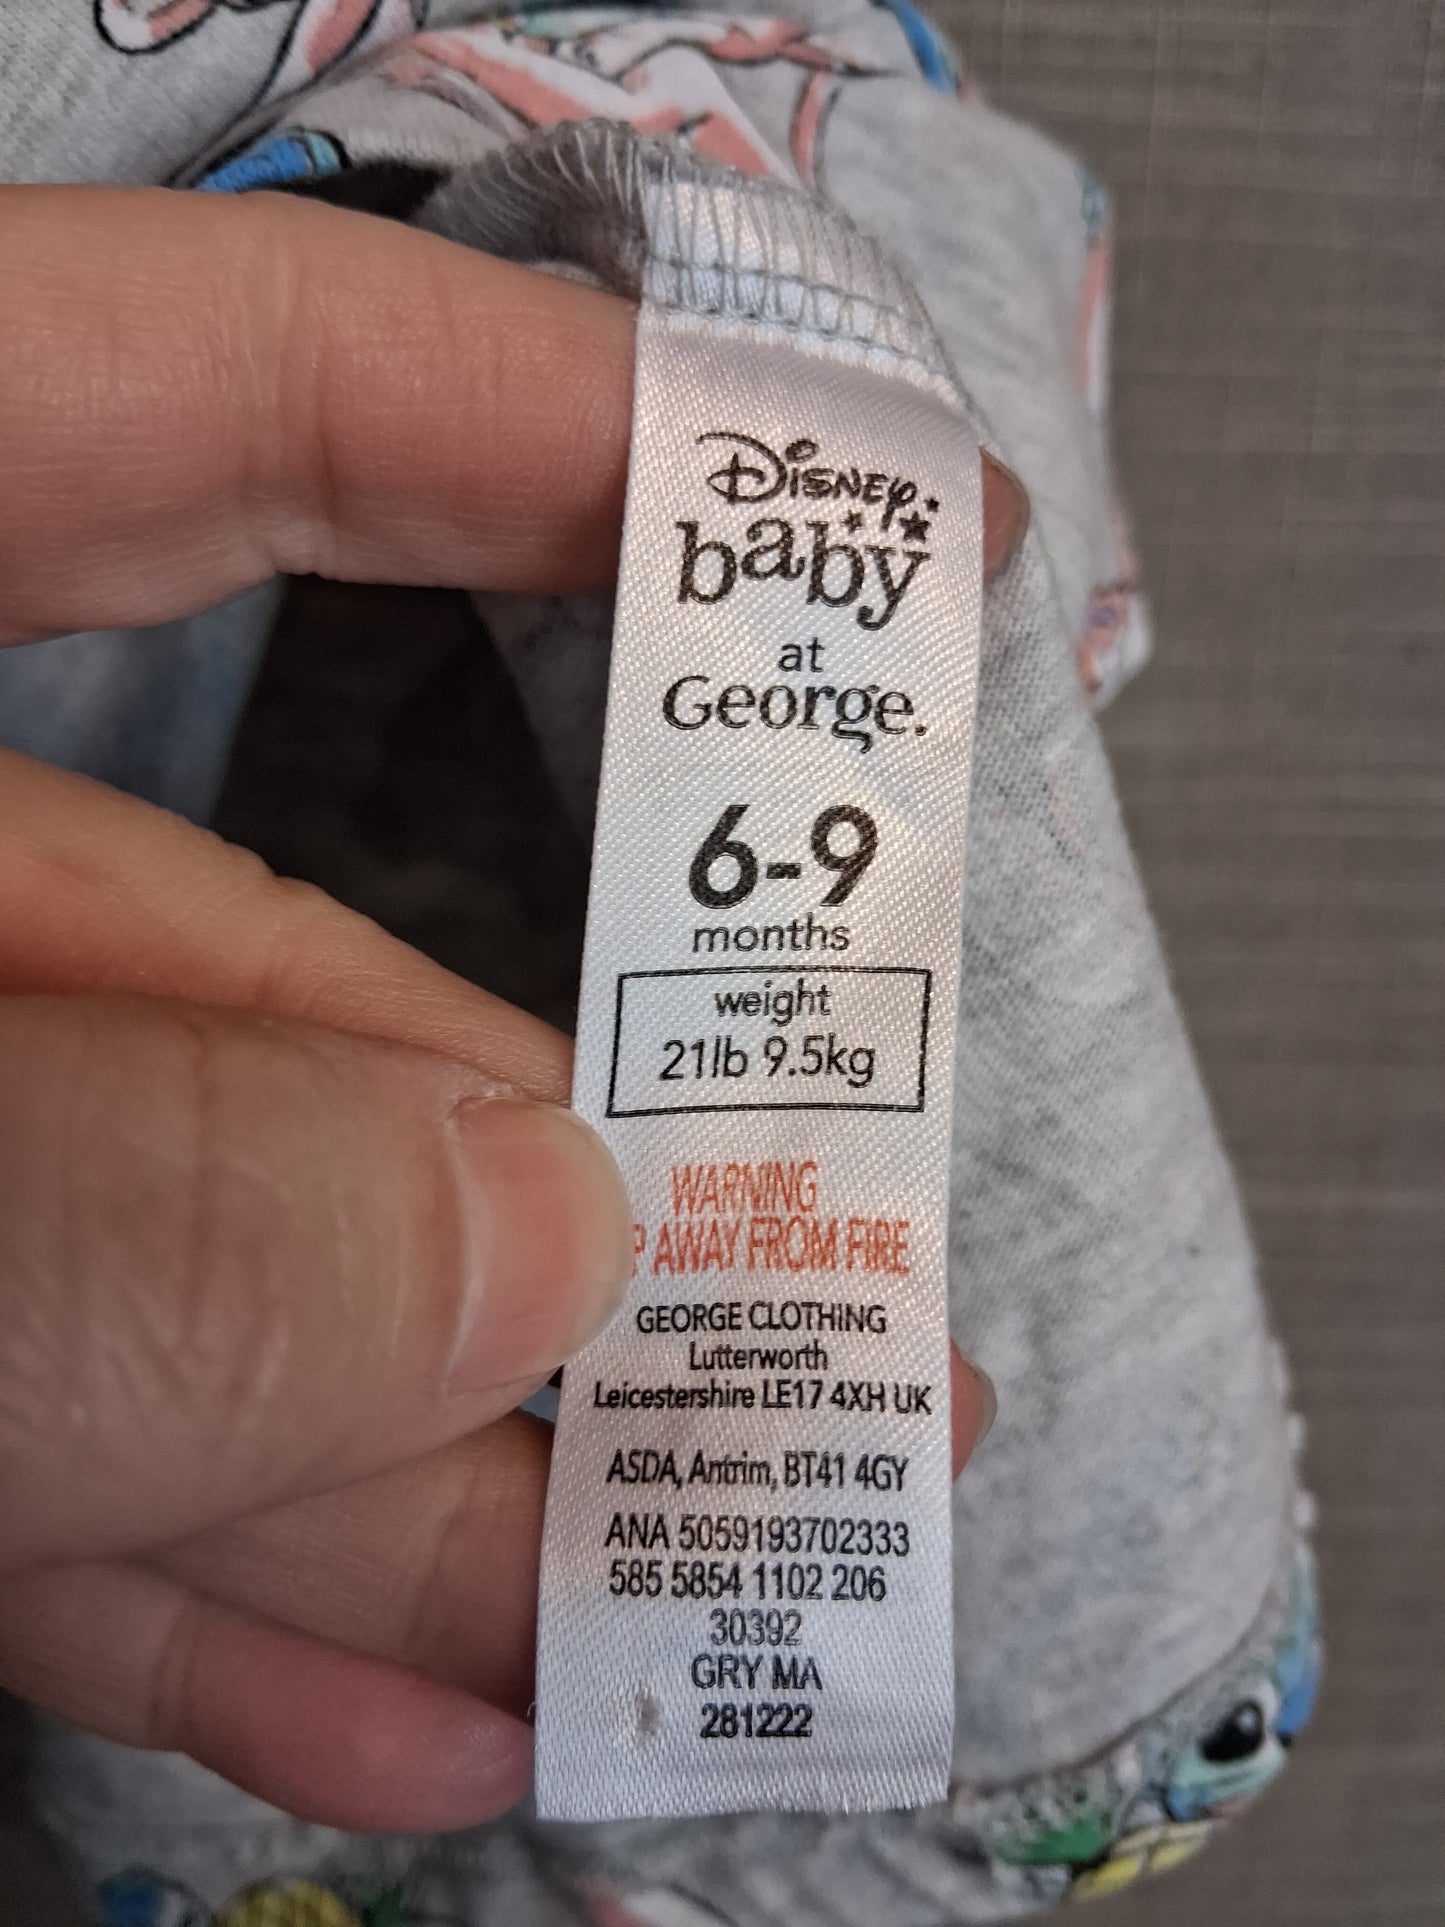 Disney
baby
at
George.
6-9
months
weight
21lb 9.5kg
WARNING
P AWAY FROM FIRE
GEORGE CLOTHING
Lutterworth
Leicestershire LE17 4XH UK
ASDA, Antrim, BT41 4GY
ANA 5059193702333
585 5854 1102 206
30392
GRY MA
281222